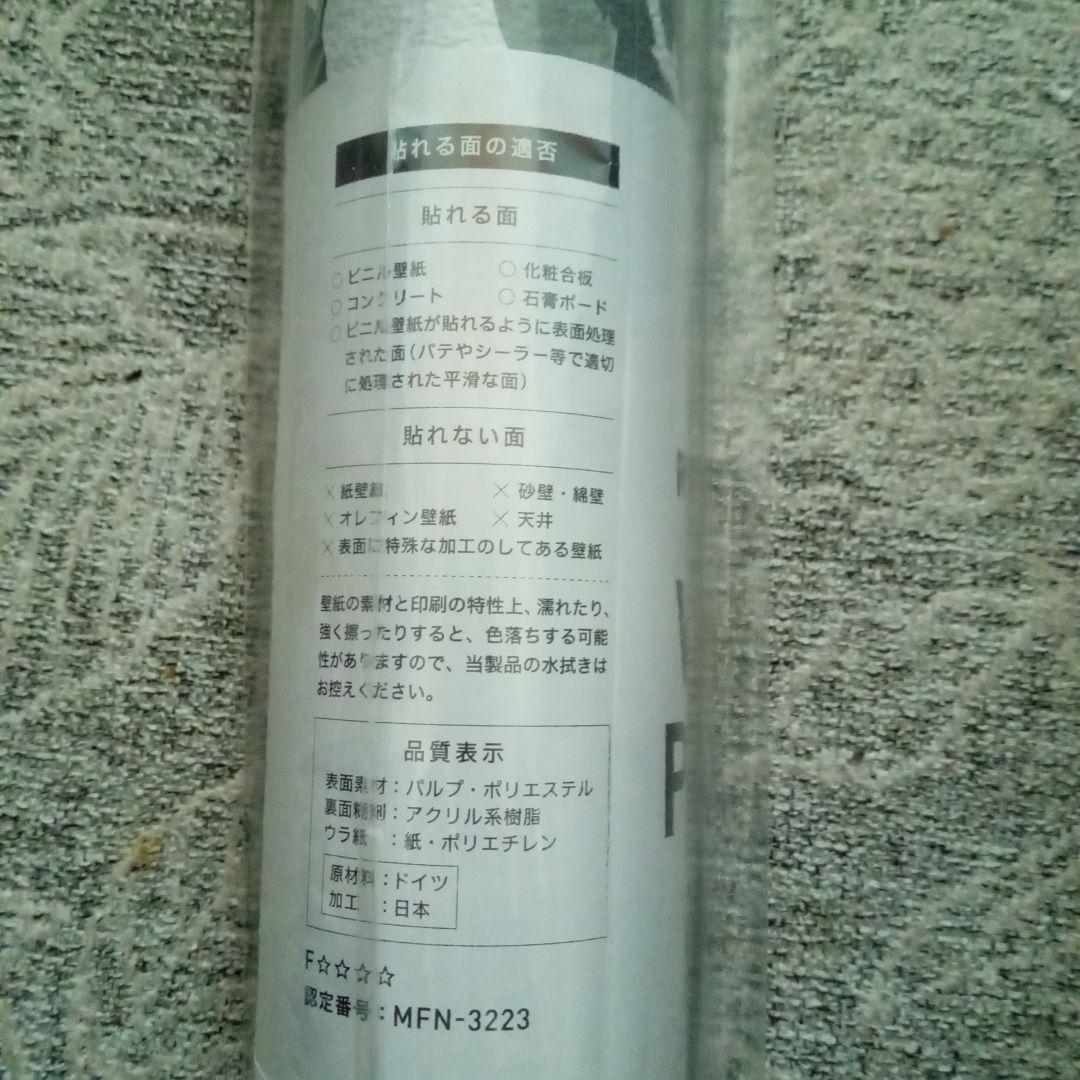 貼れる面の適否
貼れる面
○ビニル壁紙 ○化粧合板
○コンクリート ○石膏ボード
○ビニル壁紙が貼れるように表面処理
された面(パテやシーラー等で適切
に処理された平滑な面)
貼れない面
×紙壁紙 ×砂壁・綿壁
×オレフィン壁紙 ×天井
×表面に特殊な加工のしてある壁紙
壁紙の素材と印刷の特性上、濡れたり、
強く擦ったりすると、色落ちする可能
性がありますので、当製品の水拭きは
お控えください。
品質表示
表面素材:パルプ・ポリエステル
裏面糊剤:アクリル系樹脂
ウラ紙:紙・ポリエチレン
原材料:ドイツ
加工:日本
F☆☆☆☆
認定番号:MFN-3223